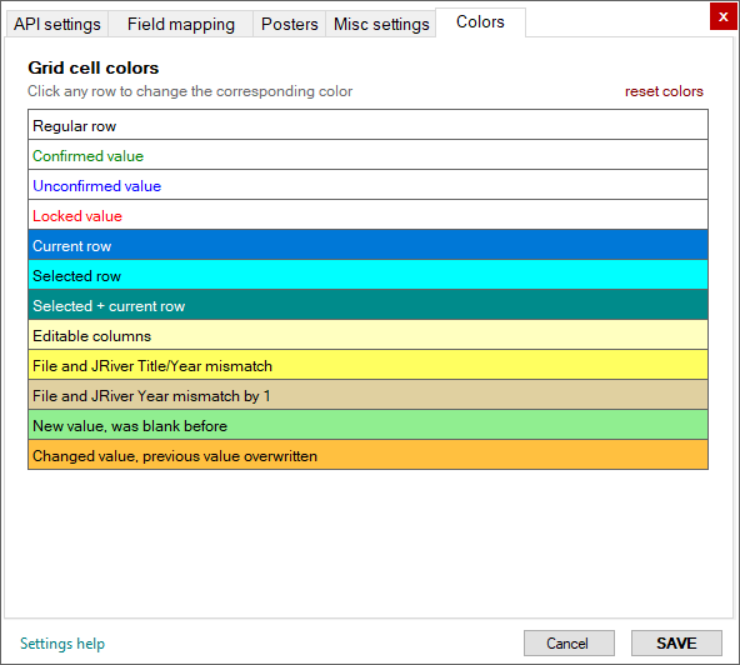 API settings Field mapping Posters Misc settings Colors x
Grid cell colors
Click any row to change the corresponding color reset colors
Regular row
Confirmed value
Unconfirmed value
Locked value
Current row
Selected row
Selected + current row
Editable columns
File and JRiver Title/Year mismatch
File and JRiver Year mismatch by 1
New value, was blank before
Changed value, previous value overwritten
Settings help Cancel SAVE